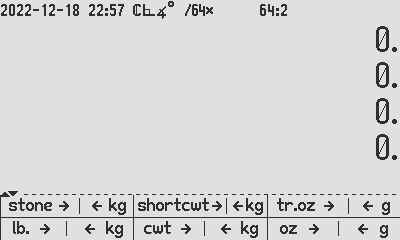 2022-12-18 22:57 ℂ∟∡° /64× 64:2
0.
0.
0.
0.
stone → | ← kg shortcwt→|←kg tr.oz → | ← g
lb. → | ← kg cwt → | ← kg oz → | ← g